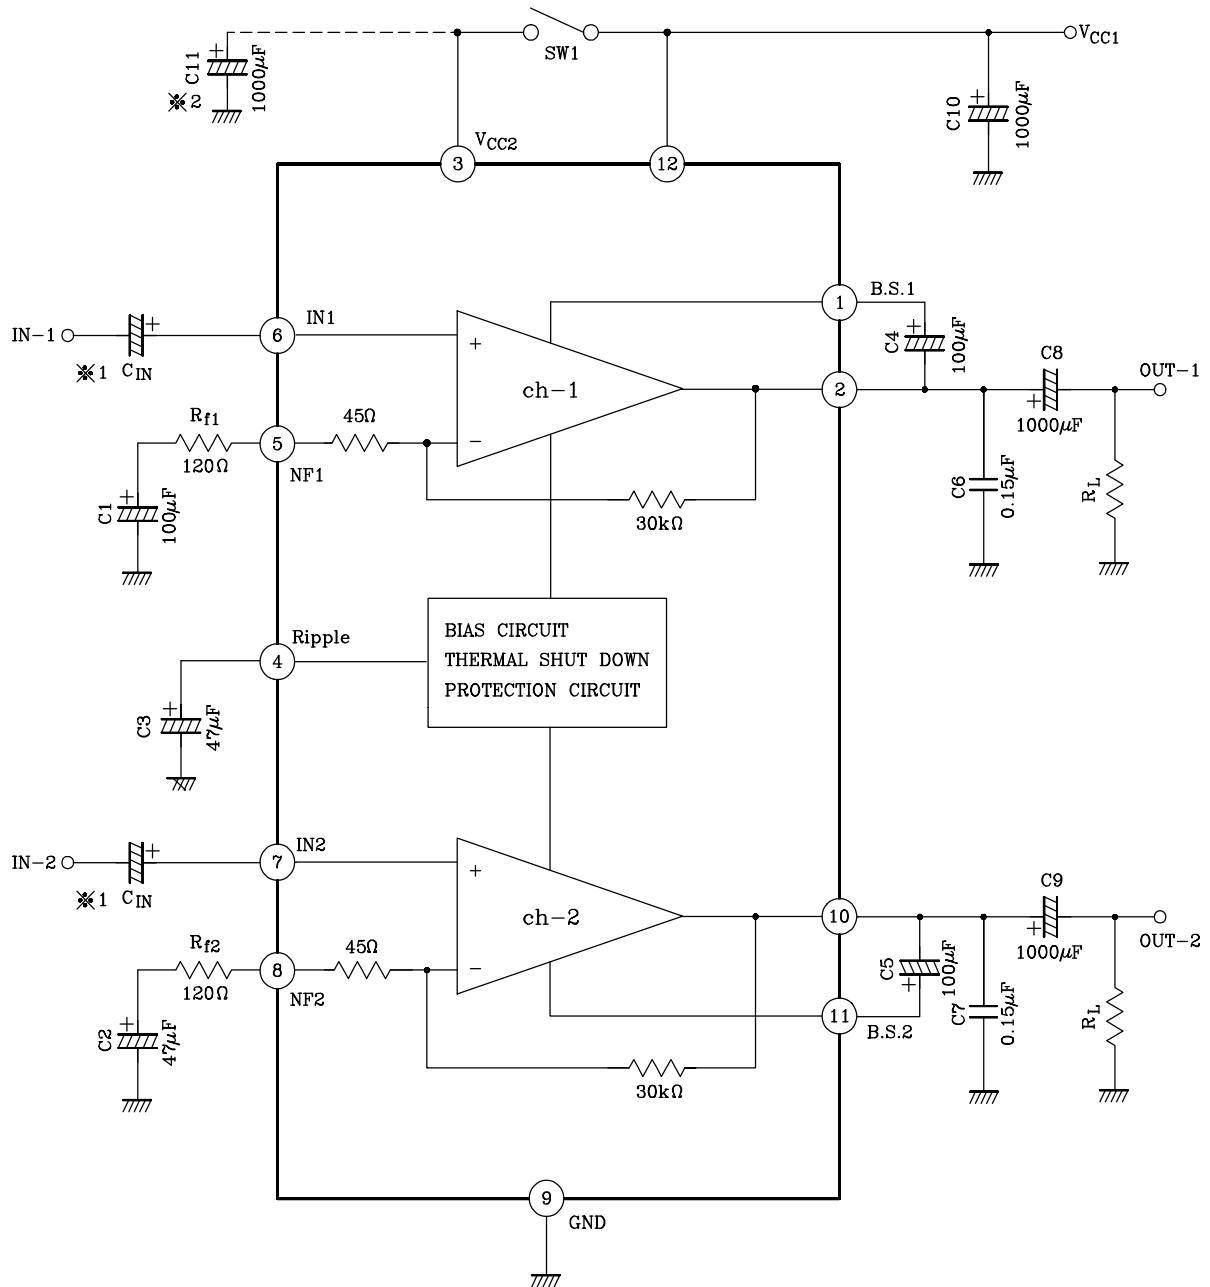 C11
1000μF
※2
SW1
VCC1
C10
1000μF
3
VCC2
12
1
B.S.1
IN-1
※1 CIN
6
IN1
+
ch-1
−
C4
100μF
2
C8
1000μF
OUT-1
Rf1
120Ω
5
NF1
45Ω
30kΩ
C1
100μF
C6
0.15μF
RL
4
Ripple
BIAS CIRCUIT
THERMAL SHUT DOWN
PROTECTION CIRCUIT
C3
47μF
IN-2
※1 CIN
7
IN2
+
ch-2
−
10
C9
1000μF
OUT-2
Rf2
120Ω
8
NF2
45Ω
C5
100μF
C7
0.15μF
RL
11
B.S.2
C2
47μF
30kΩ
9
GND